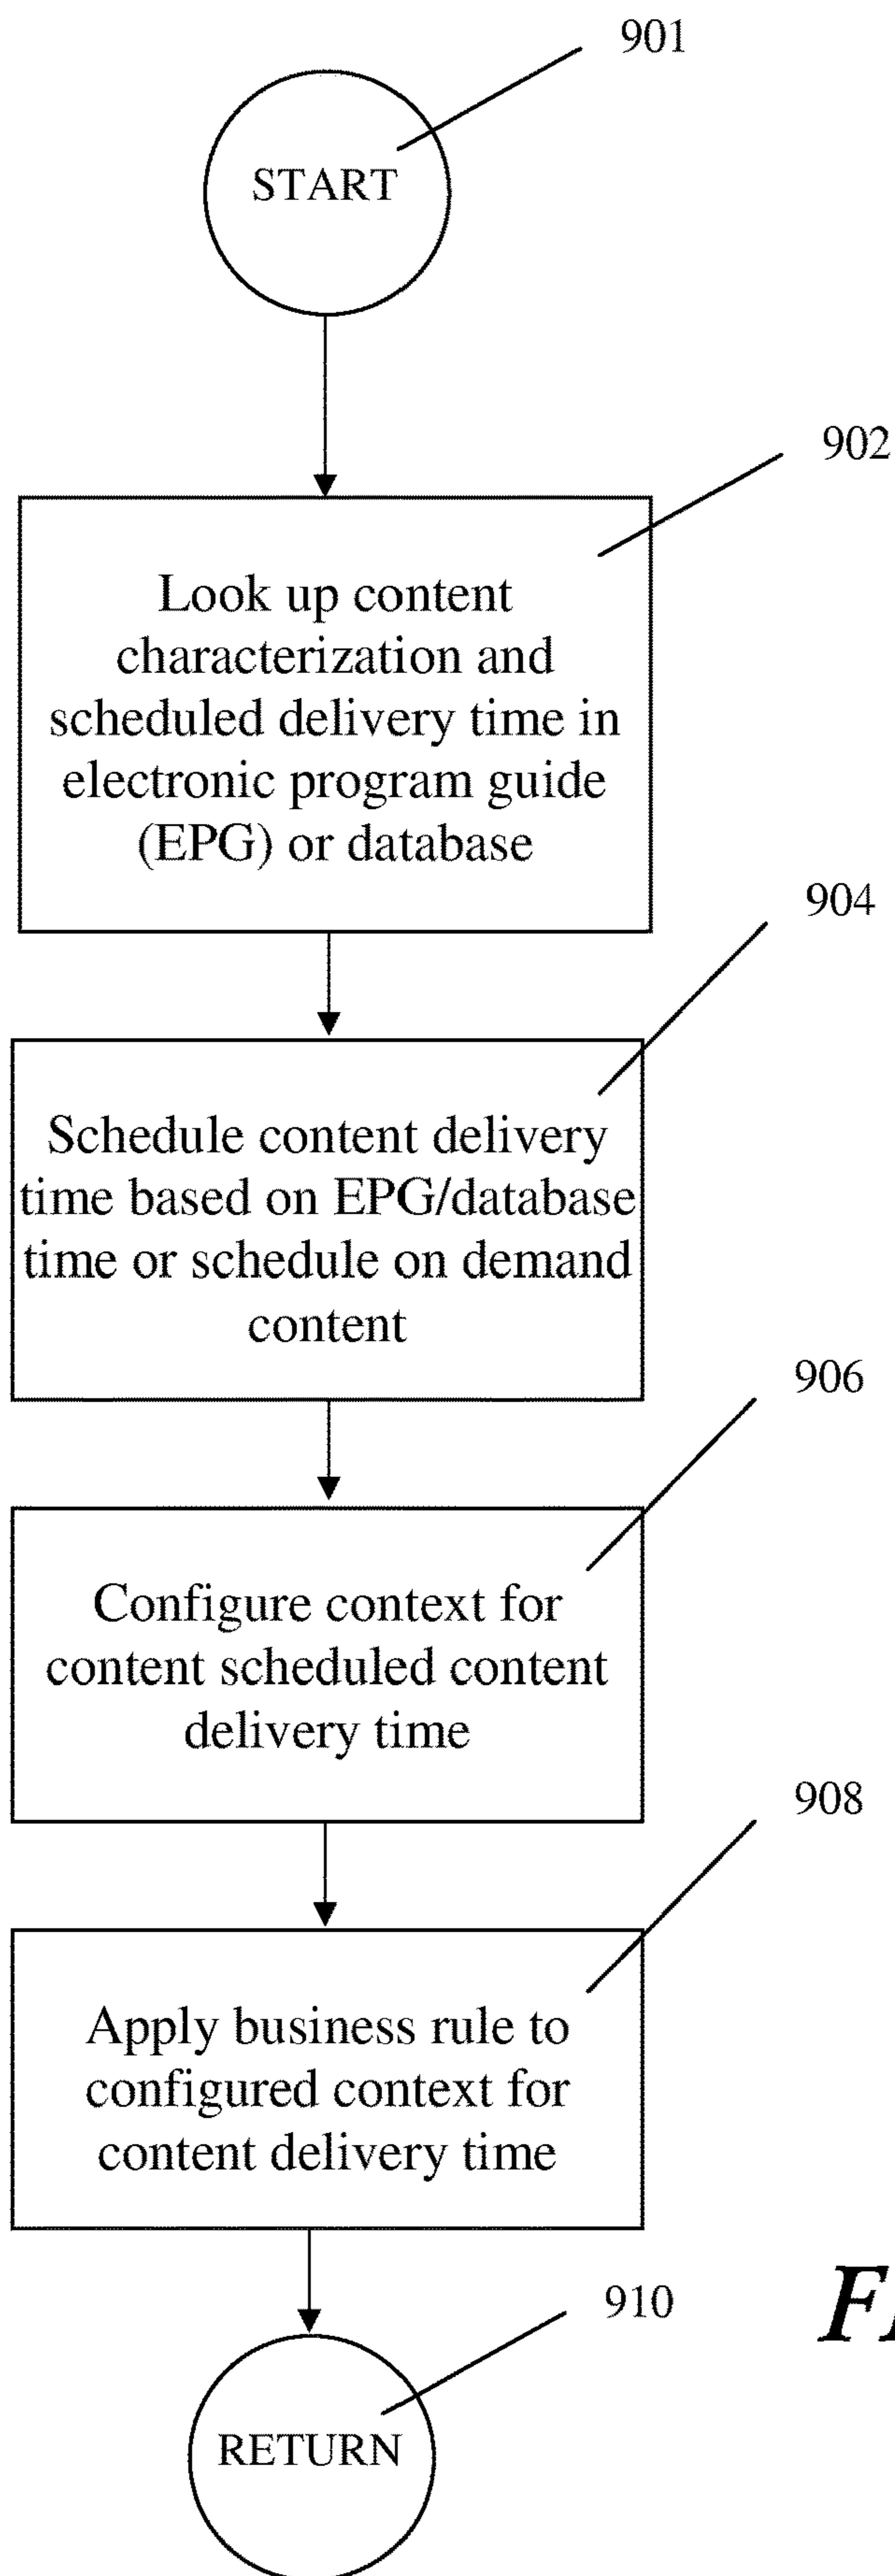 901
START
902
Look up content
characterization and
scheduled delivery time in
electronic program guide
(EPG) or database
904
Schedule content delivery
time based on EPG/database
time or schedule on demand
content
906
Configure context for
content scheduled content
delivery time
908
Apply business rule to
configured context for
content delivery time
910
RETURN